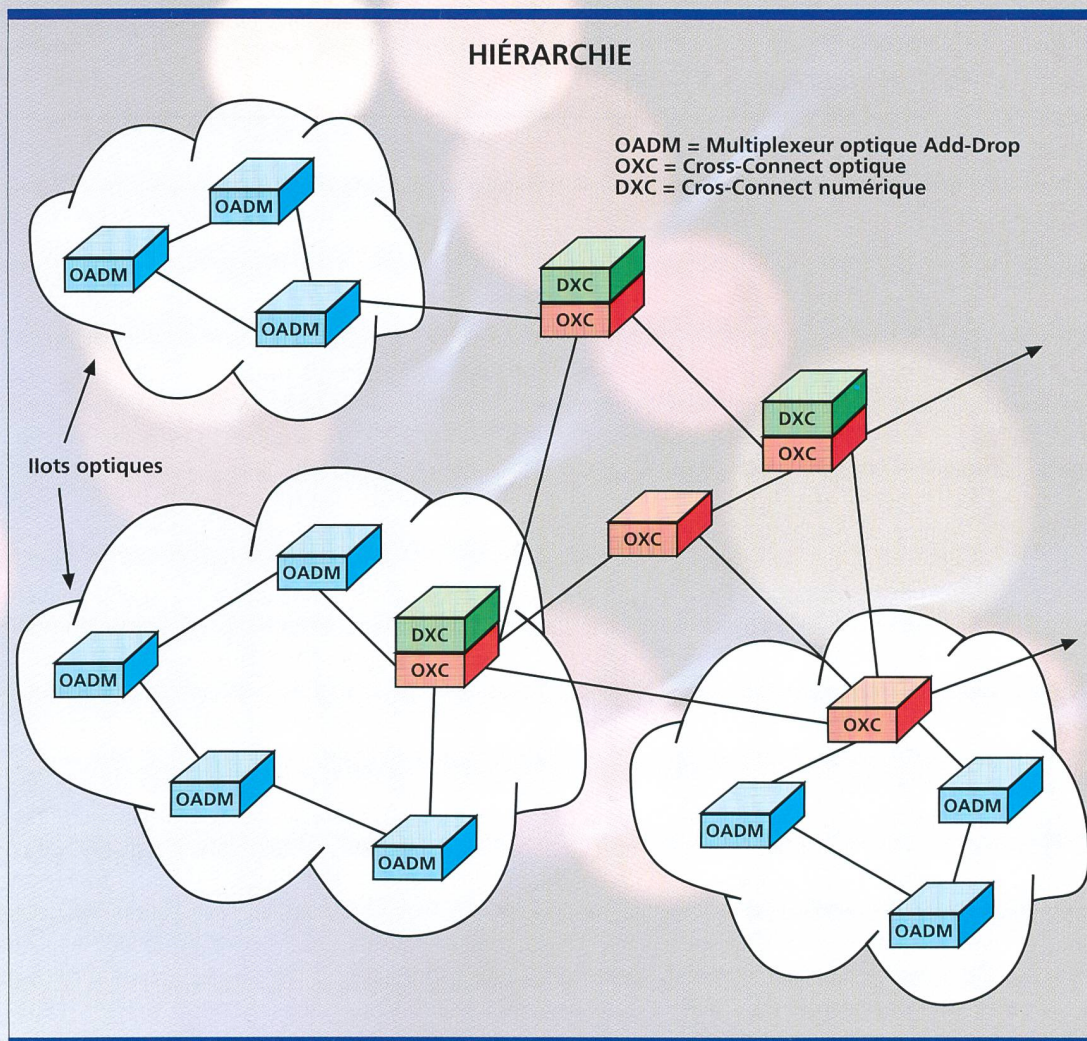 HIÉRARCHIE
OADM = Multiplexeur optique Add-Drop
OXC = Cross-Connect optique
DXC = Cros-Connect numérique
OADM
OADM
OADM
DXC
OXC
DXC
OXC
Ilots optiques
OXC
OADM
DXC
OXC
OADM
OADM
OADM
OXC
OADM
OADM
OADM